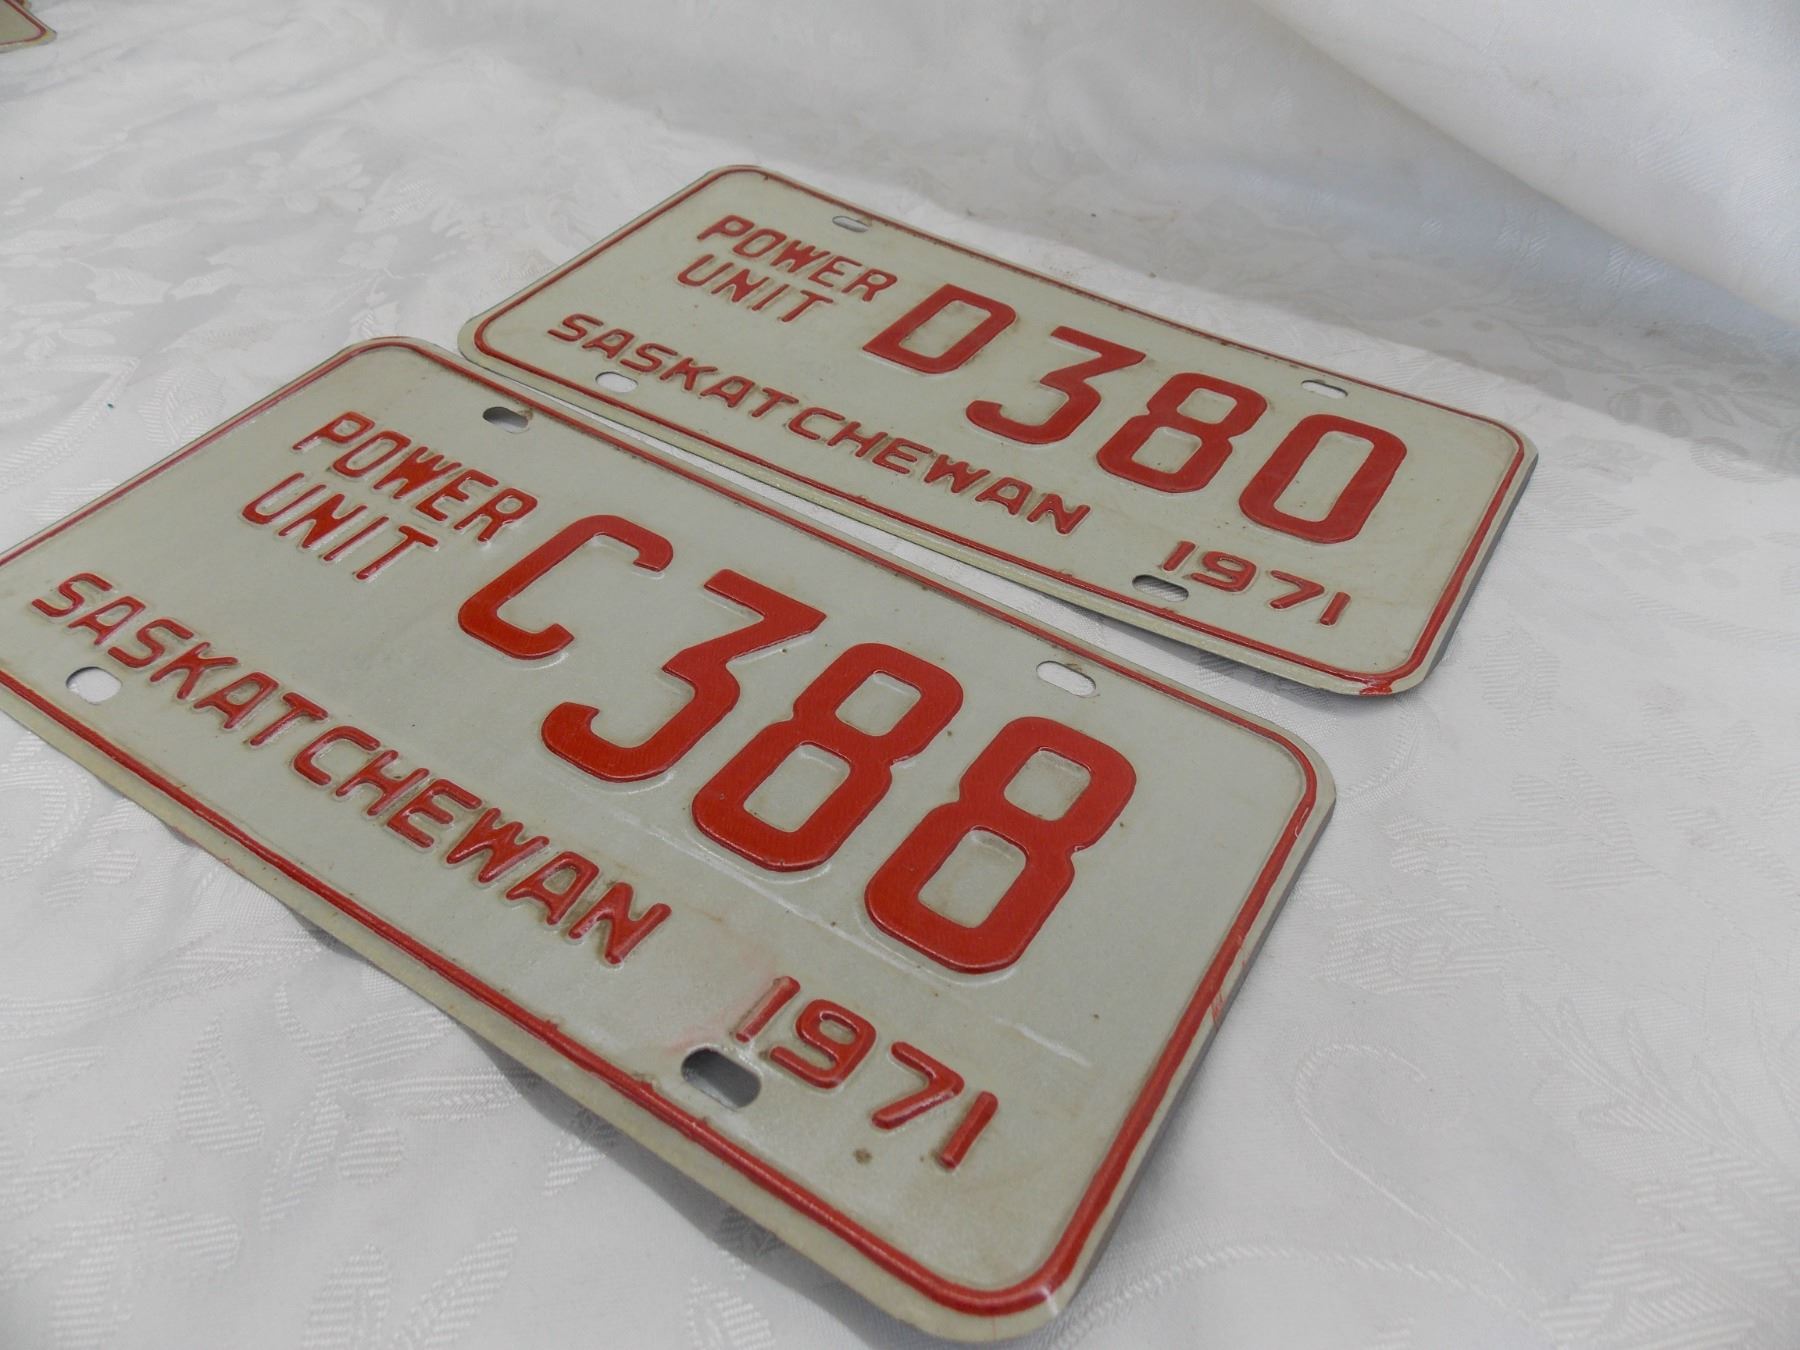 POWER
UNIT
D380
SASKATCHEWAN
1971
POWER
UNIT
C388
SASKATCHEWAN
1971